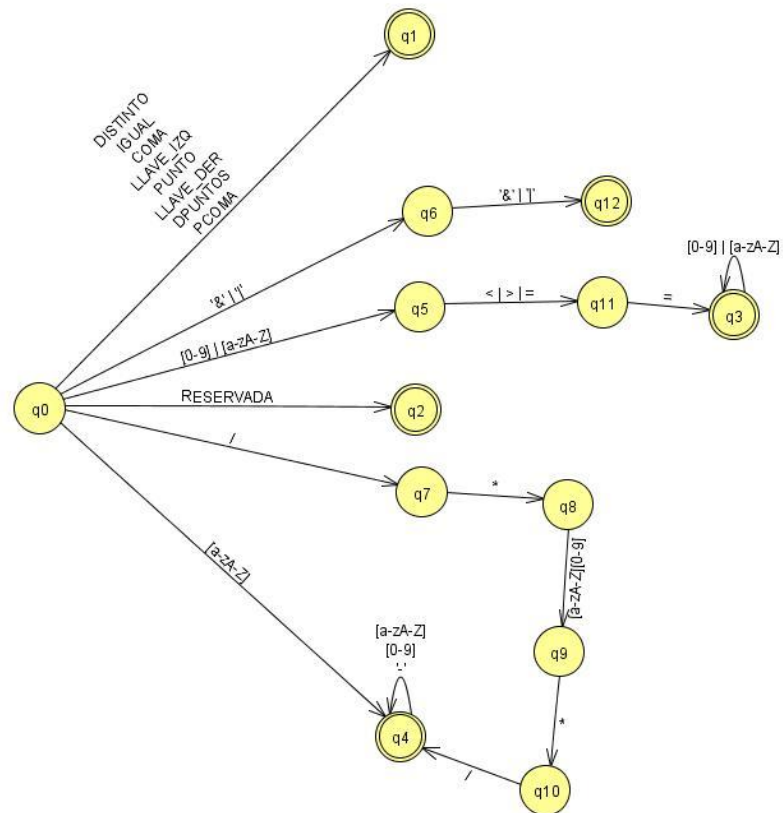 q1
DISTINTO
IGUAL
COMA
LLAVE_IZQ
PUNTO
LLAVE_DER
DPUNTOS
PCOMA
q6
'&' | '|'
q12
'&' | '|'
[0-9] | [a-zA-Z]
q5
< | > | =
q11
=
q3
[0-9] | [a-zA-Z]
q0
RESERVADA
q2
/
q7
*
q8
[a-zA-Z][0-9]
q9
[a-zA-Z]
[a-zA-Z]
[0-9]
'-'
q4
*
/
q10